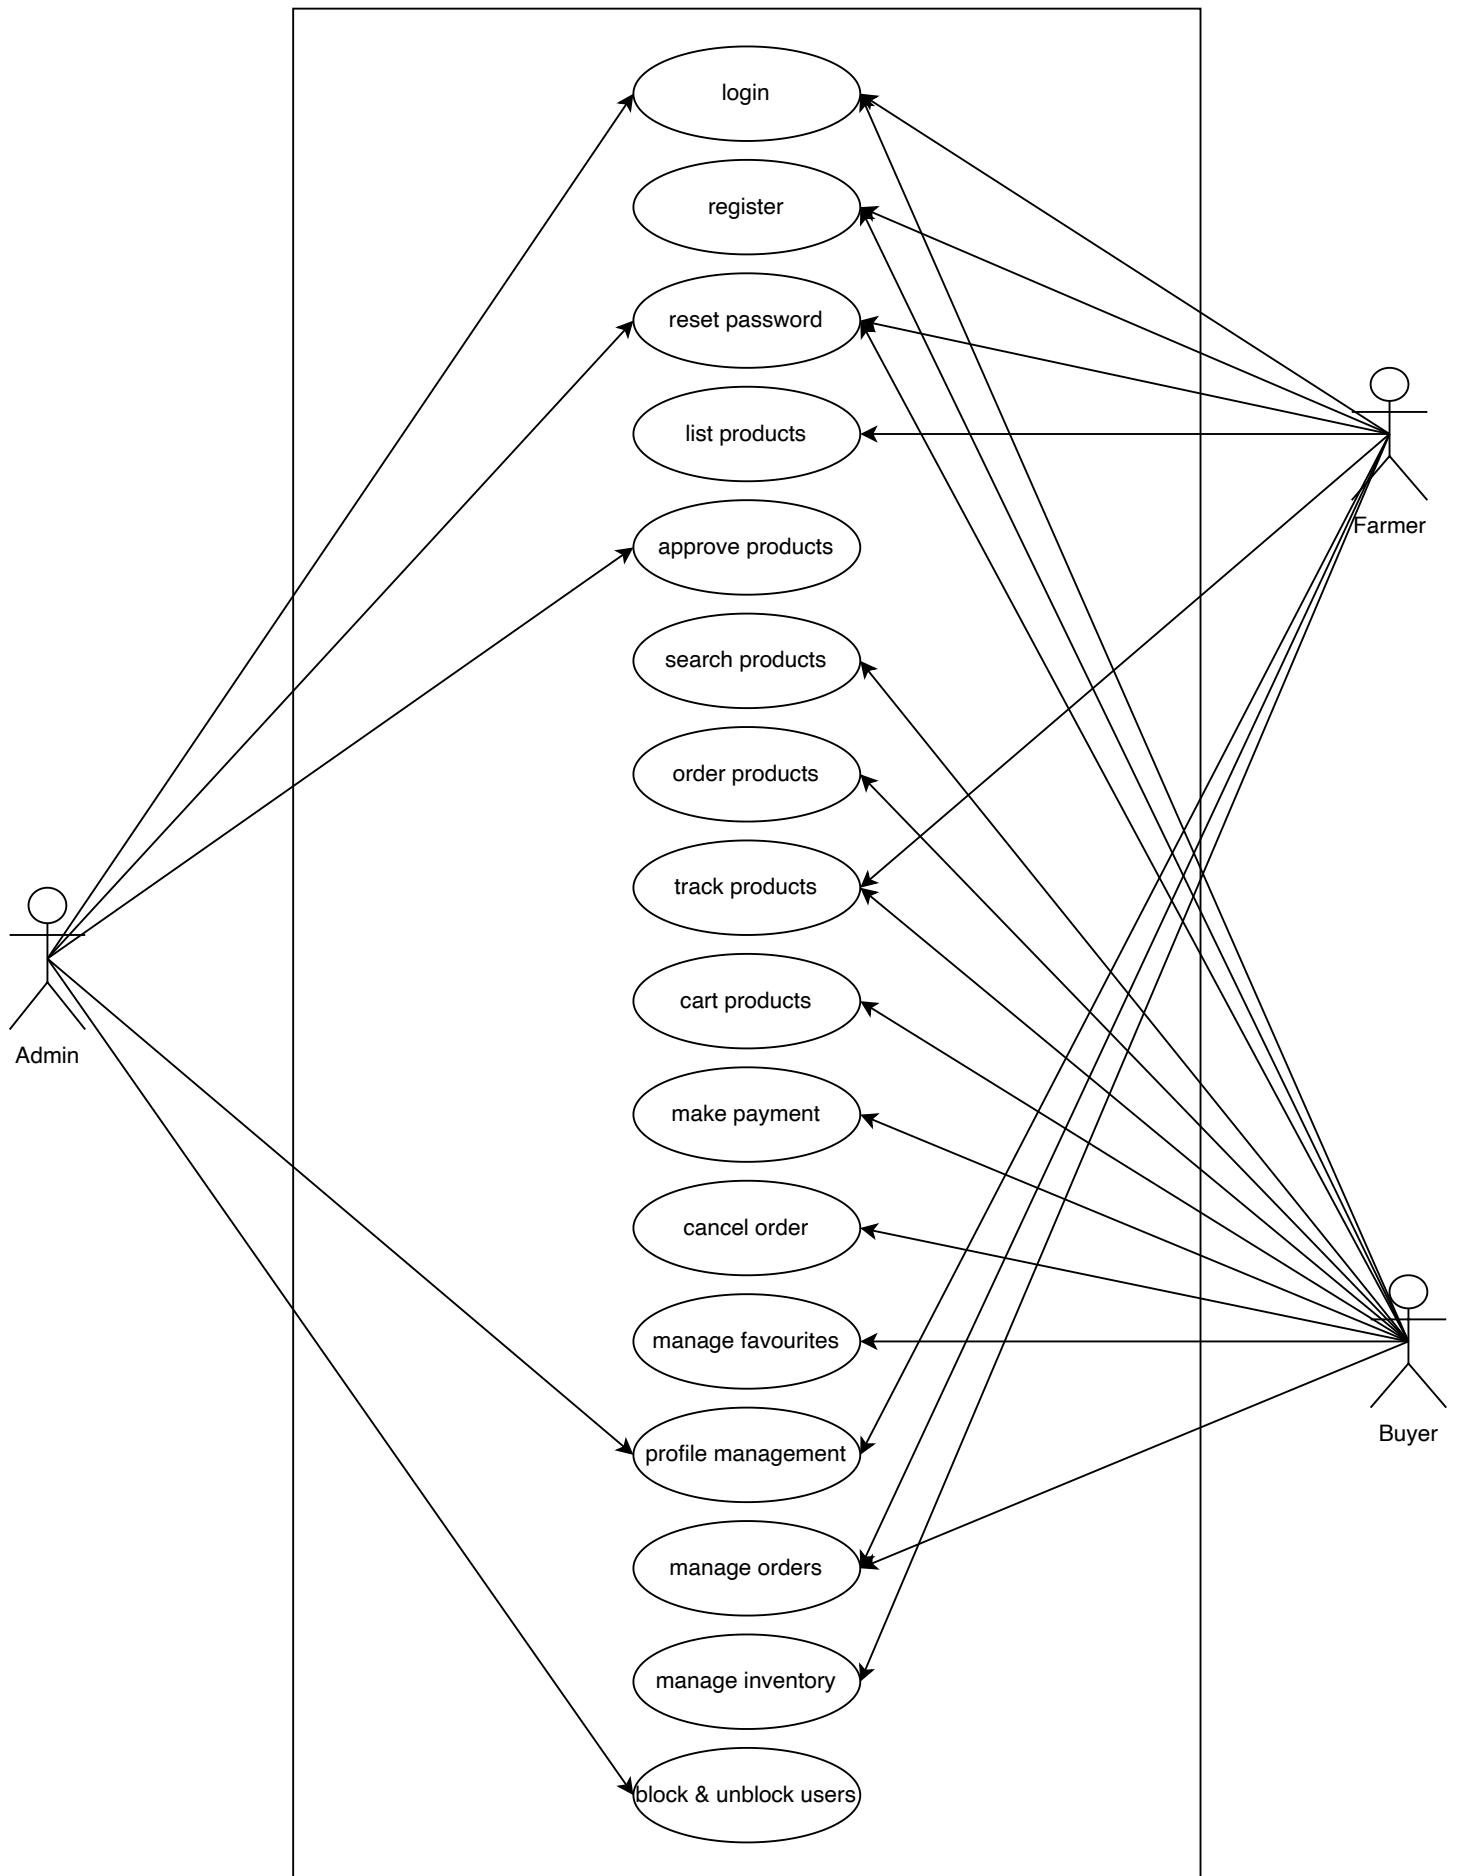 login
register
reset password
list products
approve products
search products
order products
track products
cart products
make payment
cancel order
manage favourites
profile management
manage orders
manage inventory
block & unblock users
Admin
Farmer
Buyer